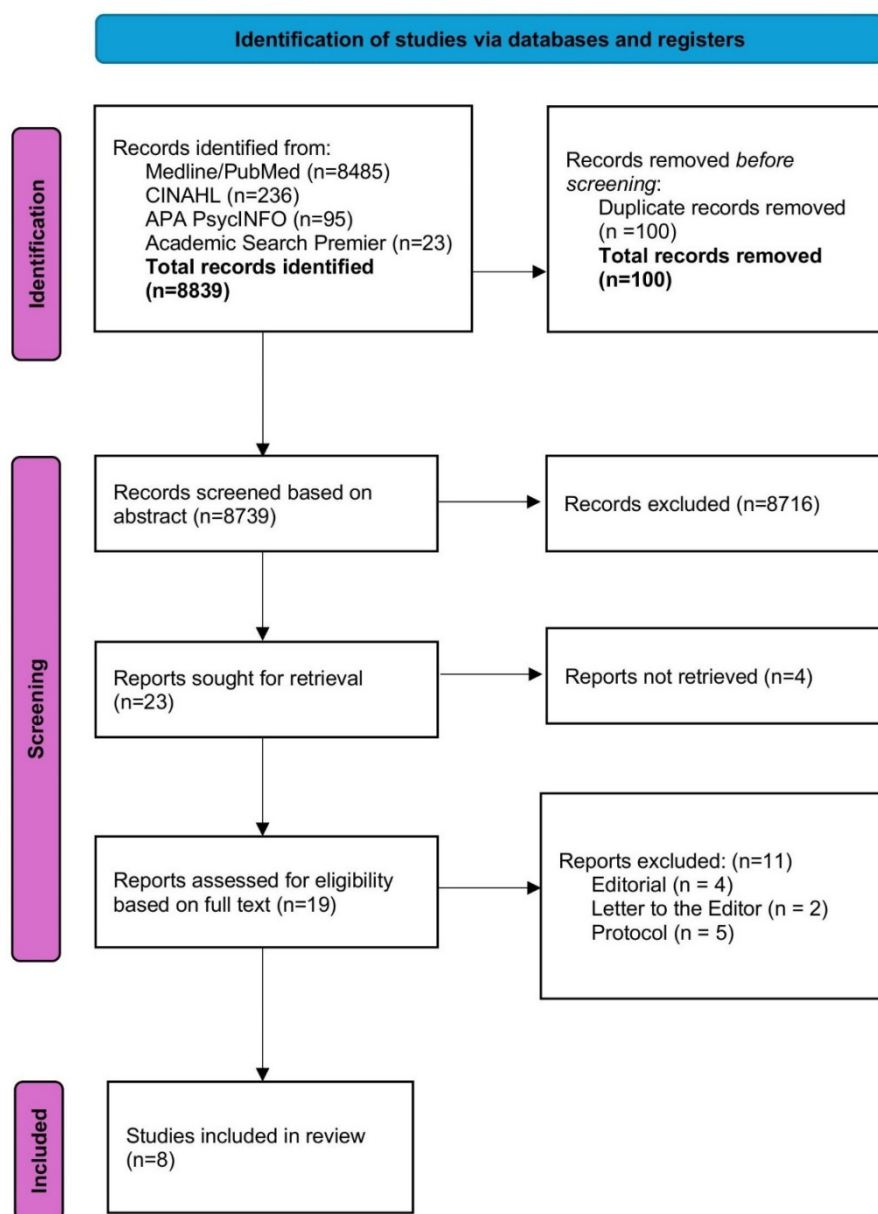 Identification of studies via databases and registers
Identification
Records identified from:
Medline/PubMed (n=8485)
CINAHL (n=236)
APA PsycINFO (n=95)
Academic Search Premier (n=23)
Total records identified
(n=8839)
Records removed before
screening:
Duplicate records removed
(n =100)
Total records removed
(n=100)
Screening
Records screened based on
abstract (n=8739)
Records excluded (n=8716)
Reports sought for retrieval
(n=23)
Reports not retrieved (n=4)
Reports assessed for eligibility
based on full text (n=19)
Reports excluded: (n=11)
Editorial (n = 4)
Letter to the Editor (n = 2)
Protocol (n = 5)
Included
Studies included in review
(n=8)